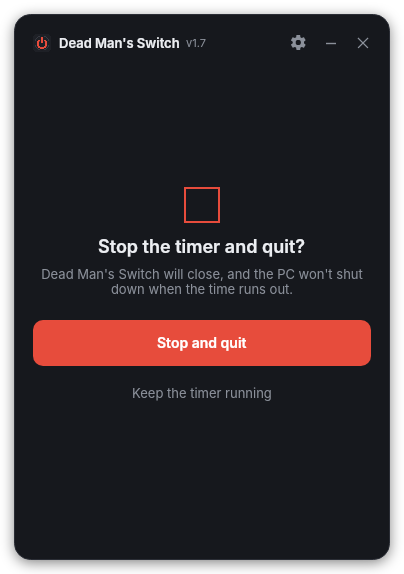 Dead Man's Switch v1.7
Stop the timer and quit?
Dead Man's Switch will close, and the PC won't shut
down when the time runs out.
Stop and quit
Keep the timer running